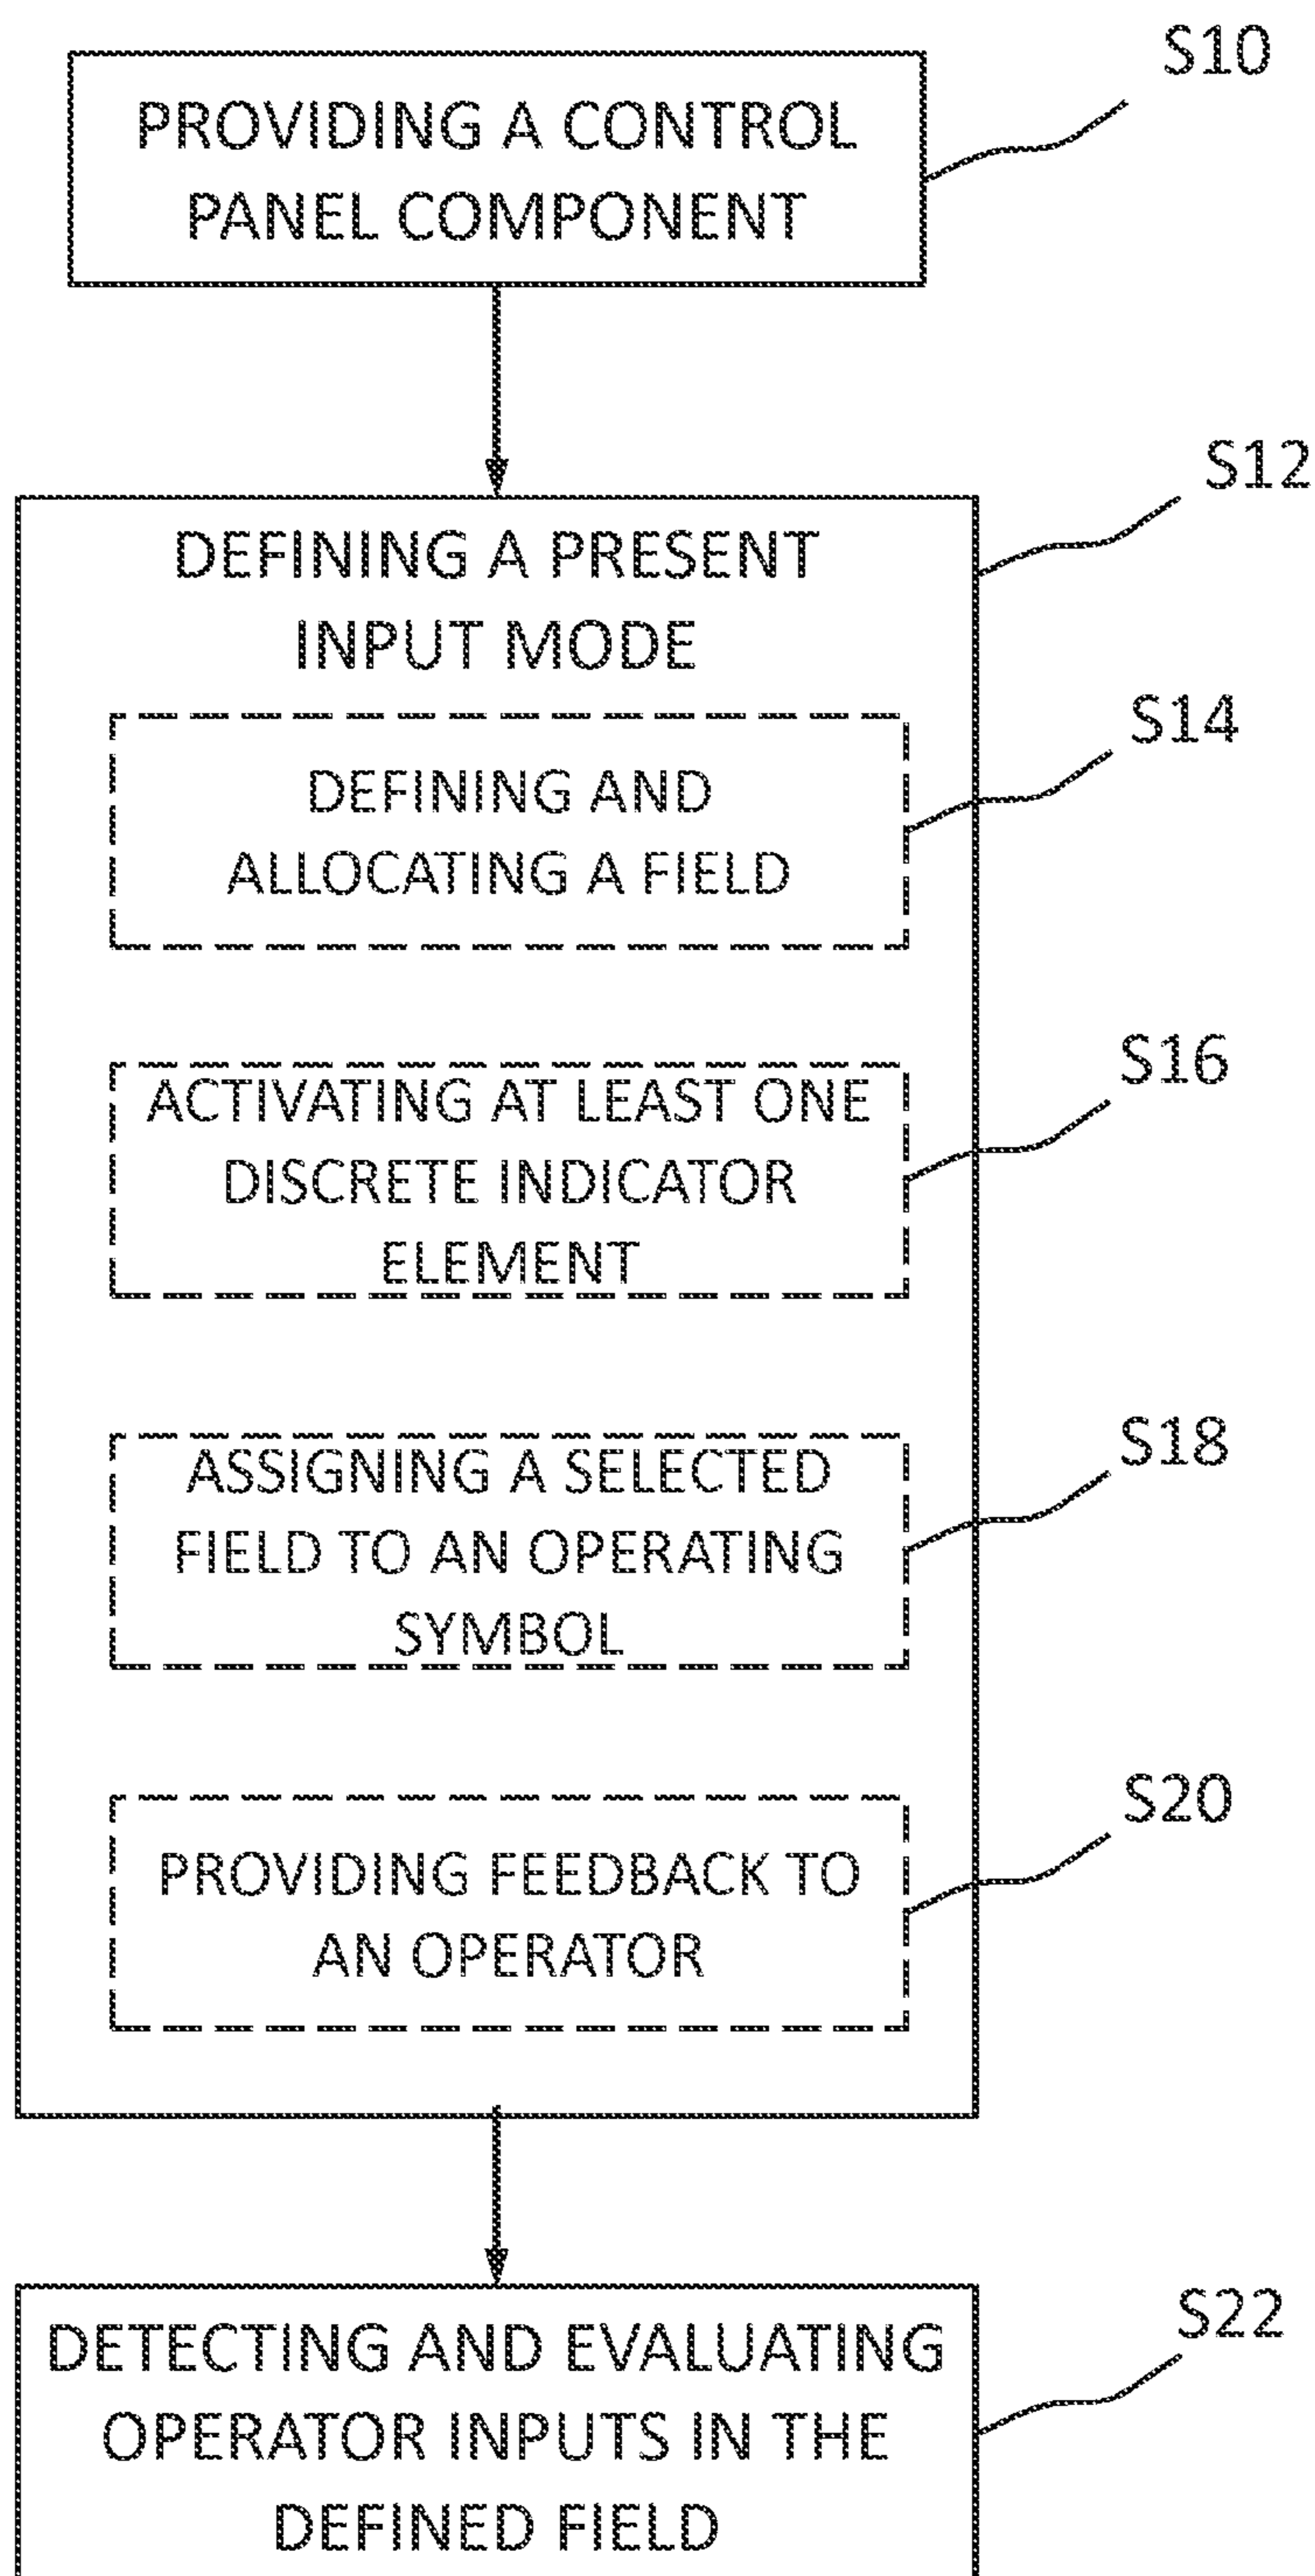 S10
PROVIDING A CONTROL
PANEL COMPONENT
S12
DEFINING A PRESENT
INPUT MODE
S14
DEFINING AND
ALLOCATING A FIELD
S16
ACTIVATING AT LEAST ONE
DISCRETE INDICATOR
ELEMENT
S18
ASSIGNING A SELECTED
FIELD TO AN OPERATING
SYMBOL
S20
PROVIDING FEEDBACK TO
AN OPERATOR
S22
DETECTING AND EVALUATING
OPERATOR INPUTS IN THE
DEFINED FIELD